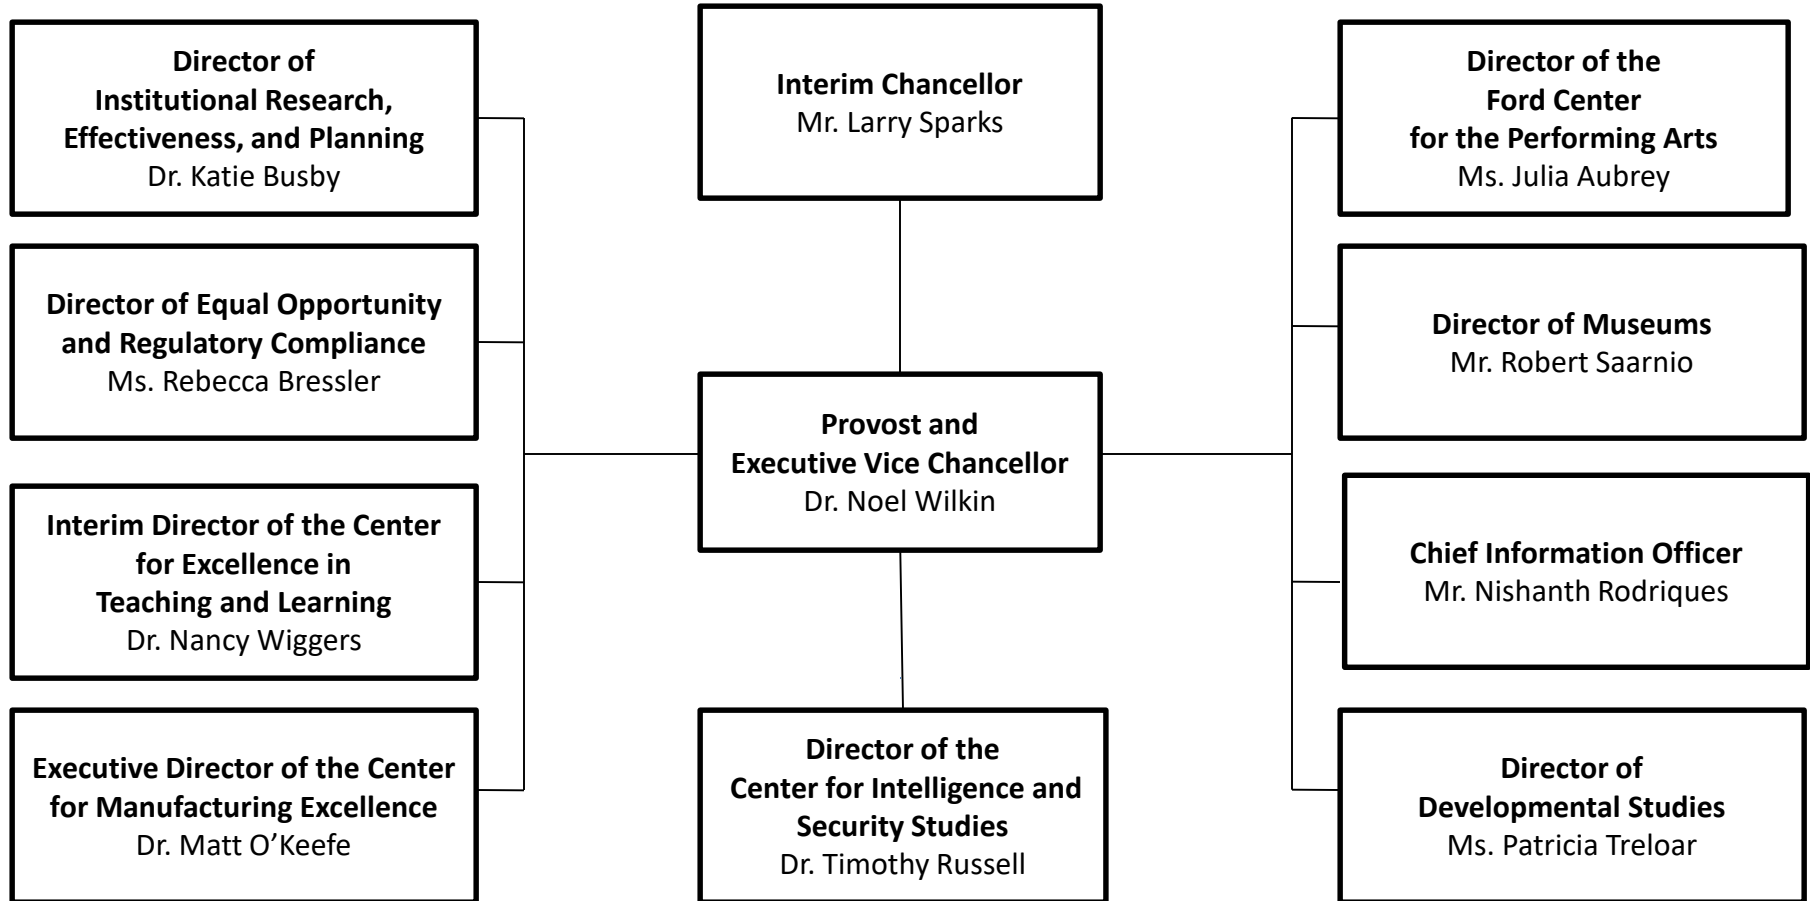 Director of
Institutional Research,
Effectiveness, and Planning
Dr. Katie Busby
Director of Equal Opportunity
and Regulatory Compliance
Ms. Rebecca Bressler
Interim Director of the Center
for Excellence in
Teaching and Learning
Dr. Nancy Wiggers
Executive Director of the Center
for Manufacturing Excellence
Dr. Matt O’Keefe
Interim Chancellor
Mr. Larry Sparks
Provost and
Executive Vice Chancellor
Dr. Noel Wilkin
Director of the
Center for Intelligence and
Security Studies
Dr. Timothy Russell
Director of the
Ford Center
for the Performing Arts
Ms. Julia Aubrey
Director of Museums
Mr. Robert Saarnio
Chief Information Officer
Mr. Nishanth Rodriques
Director of
Developmental Studies
Ms. Patricia Treloar